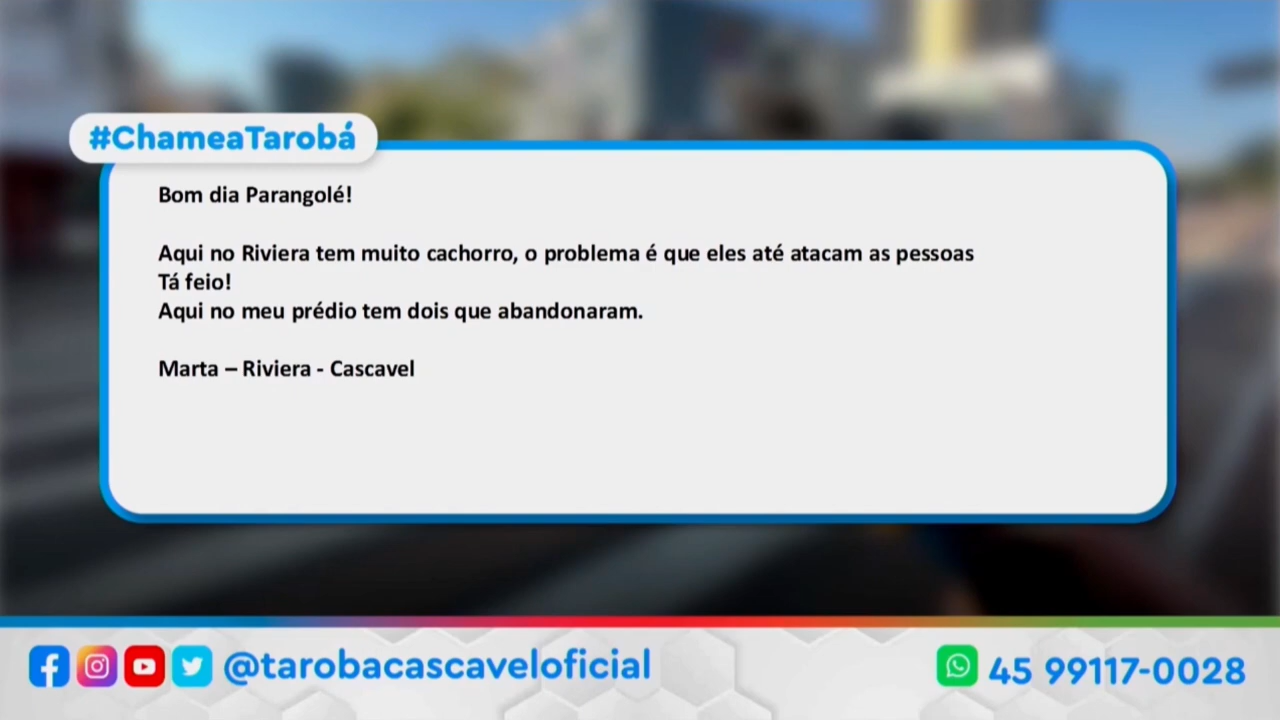 #ChameaTarobá
Bom dia Parangolé!
Aqui no Riviera tem muito cachorro, o problema é que eles até atacam as pessoas
Tá feio!
Aqui no meu prédio tem dois que abandonaram.
Marta – Riviera - Cascavel
@tarobacascaveloficial
45 99117-0028